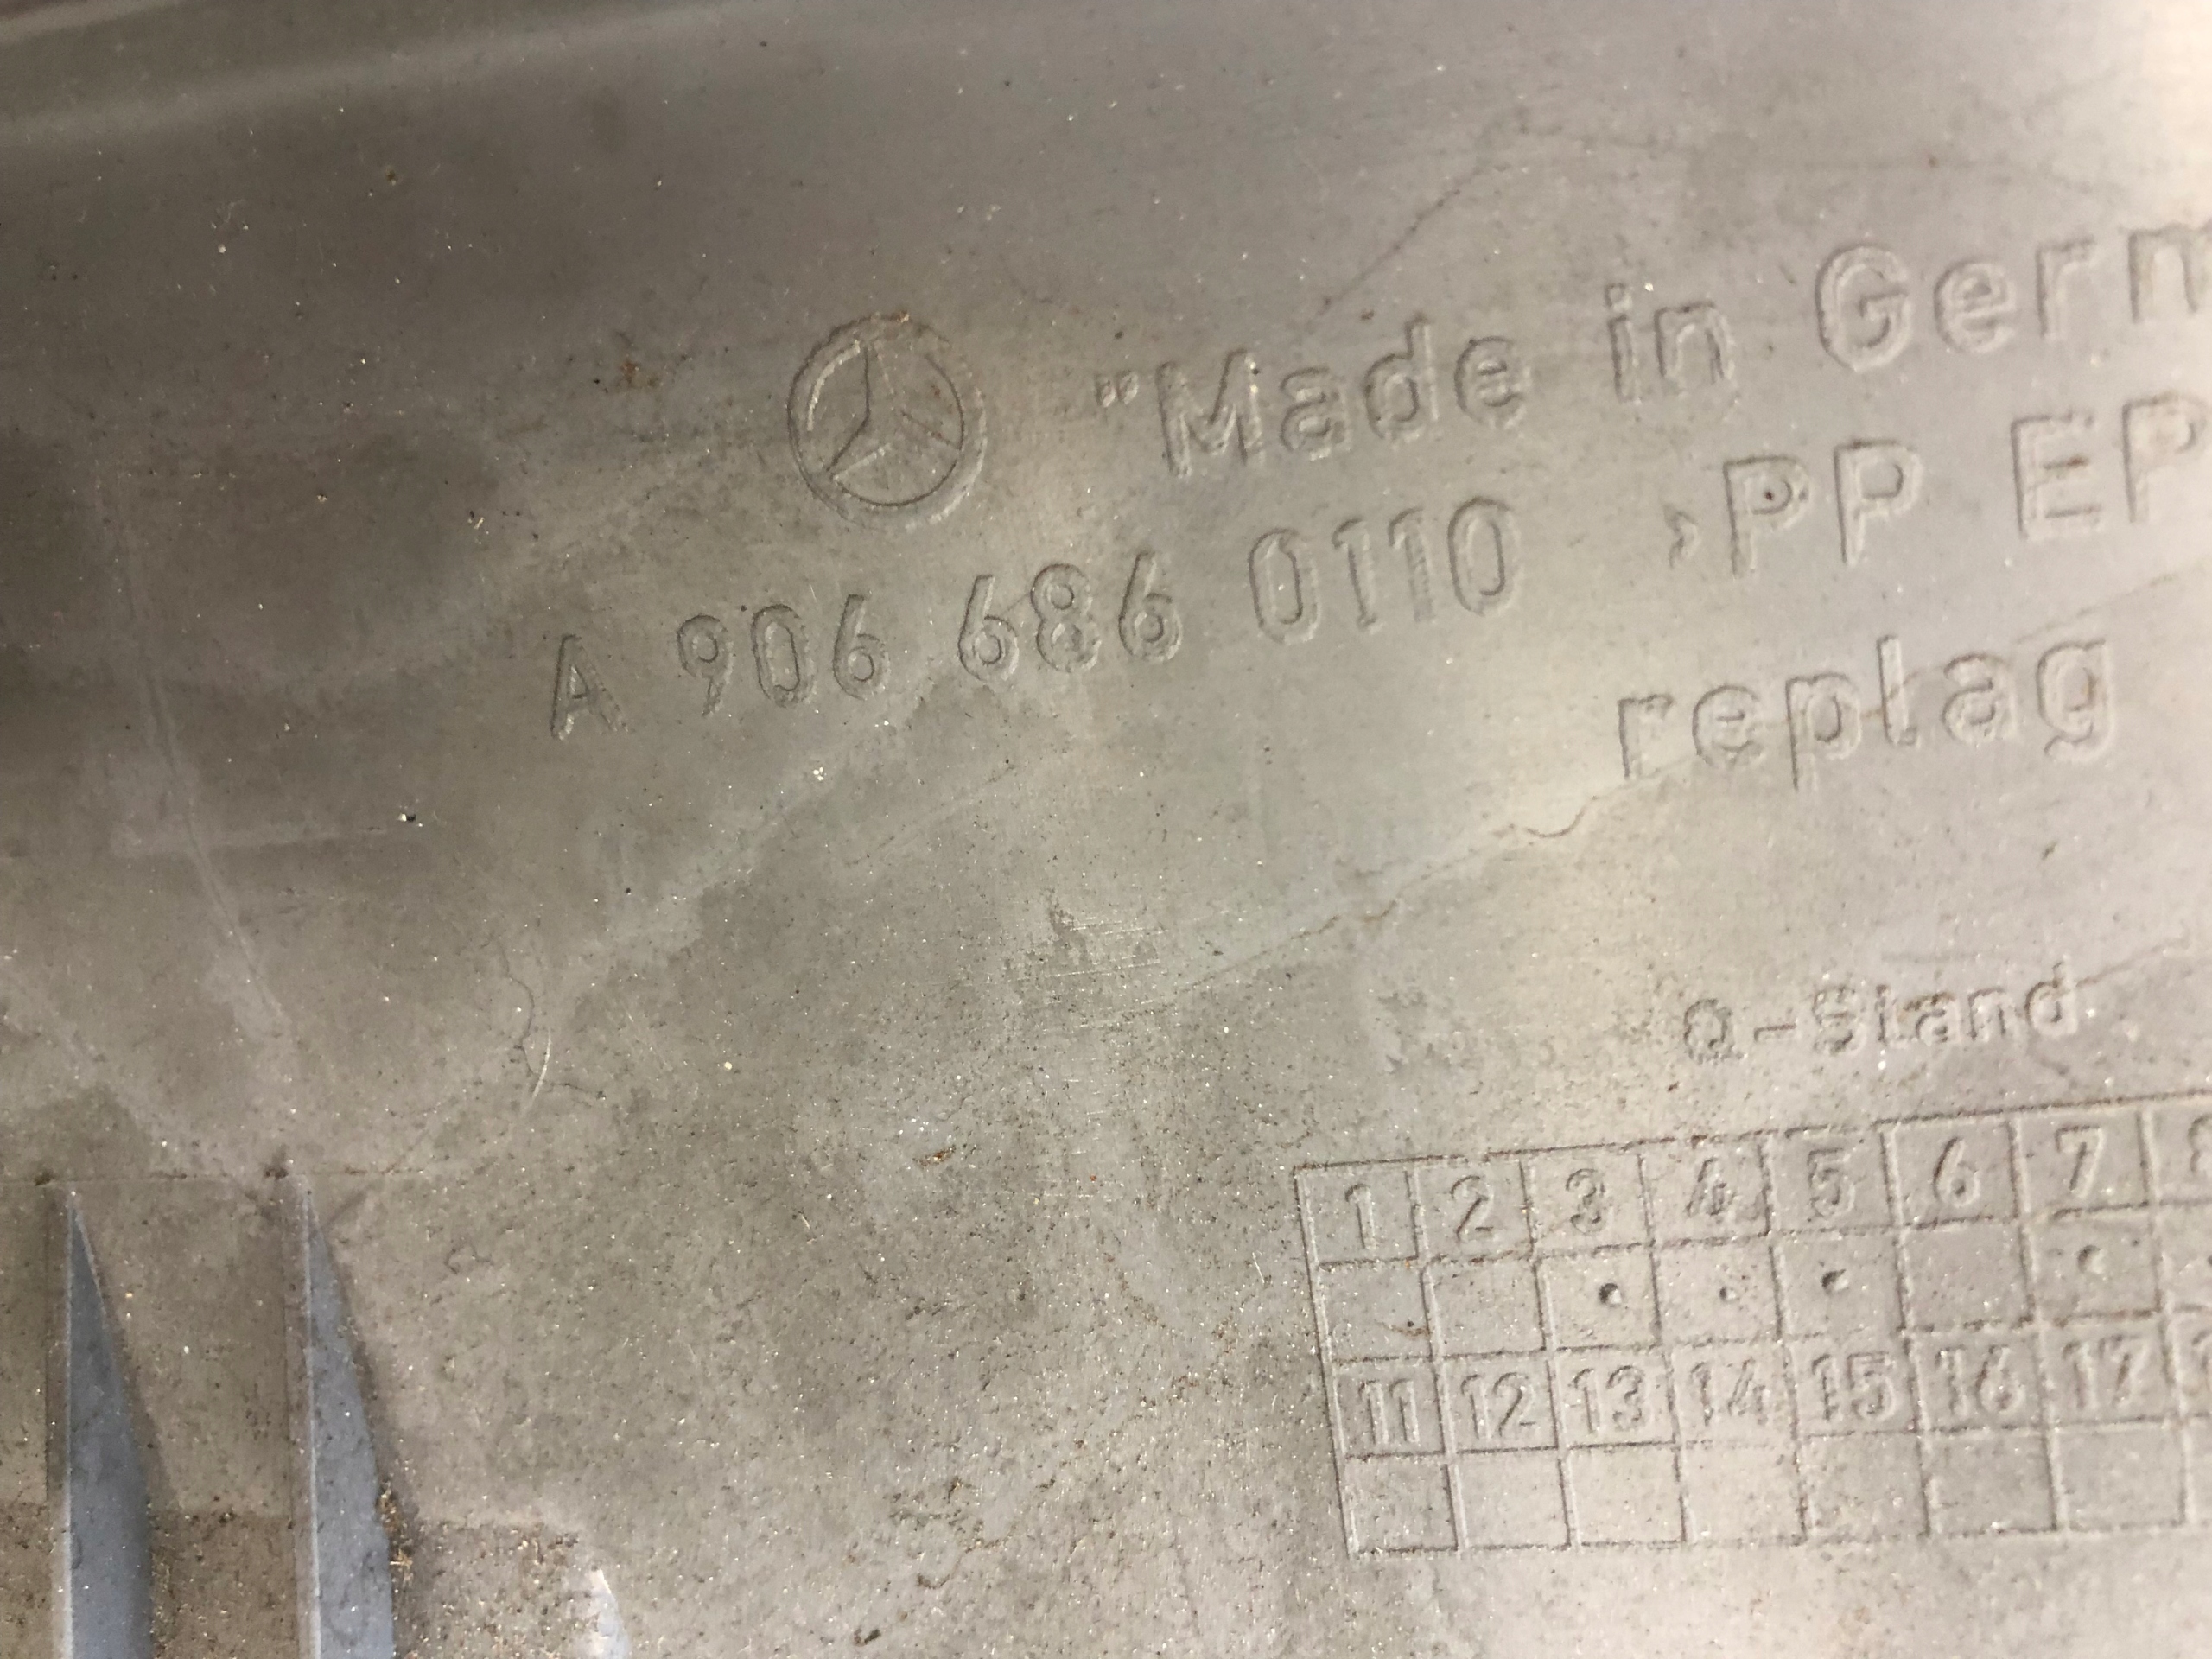 "Made in Germ
A 906 686 0110 ›PP EP
replag
Q-Stand
1 2 3 4 5 6 7 8
11 12 13 14 15 16 17